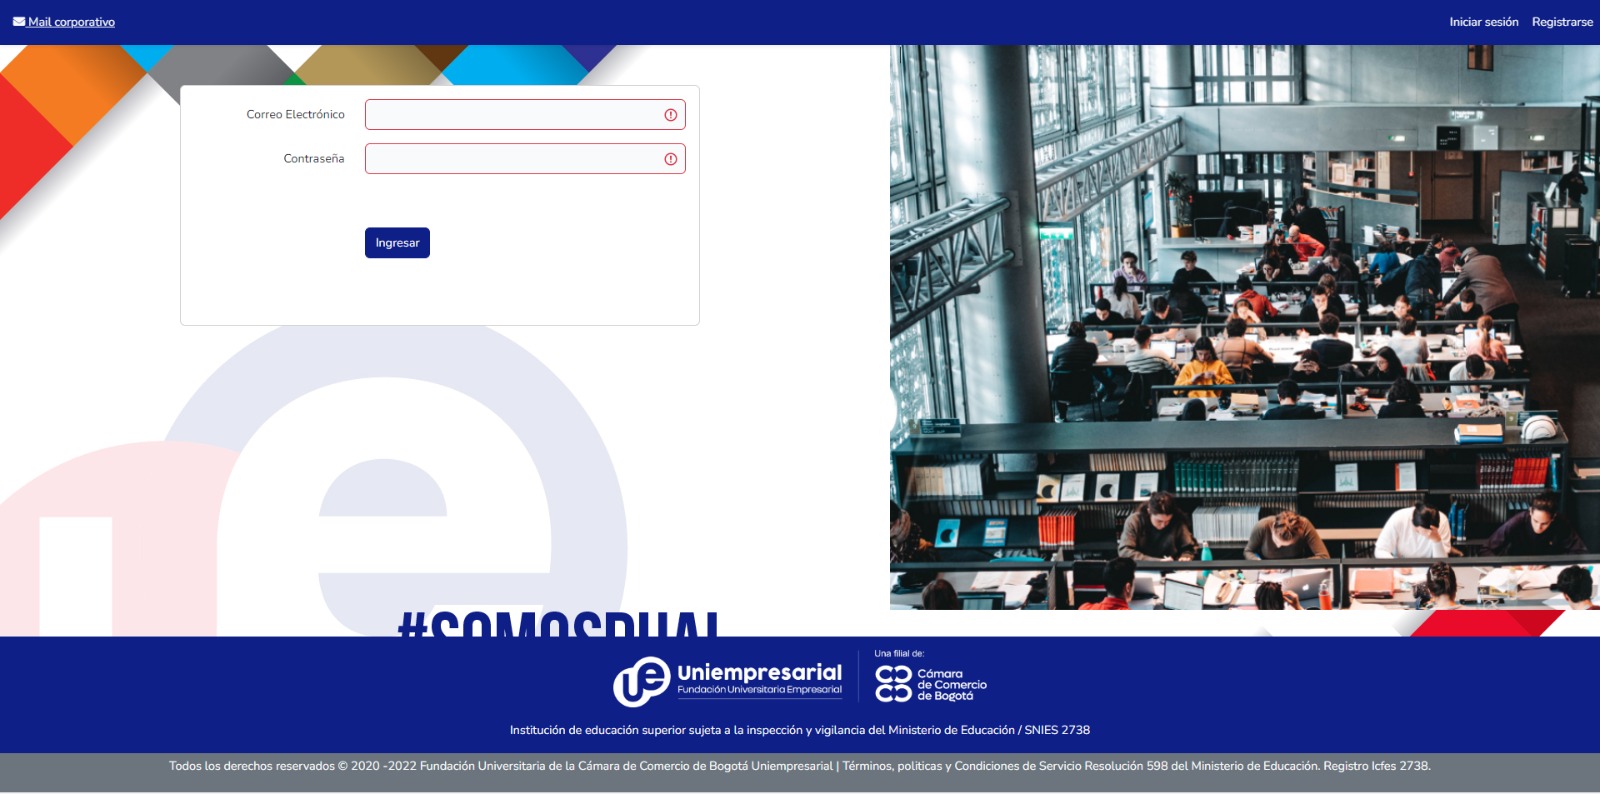 Mail corporativo
Iniciar sesión Registrarse
Correo Electrónico
Contraseña
Ingresar
#SOMOSDUAL
ue Uniempresarial
Fundación Universitaria Empresarial
Una filial de:
Cámara
de Comercio
de Bogotá
Institución de educación superior sujeta a la inspección y vigilancia del Ministerio de Educación / SNIES 2738
Todos los derechos reservados © 2020 -2022 Fundación Universitaria de la Cámara de Comercio de Bogotá Uniempresarial | Términos, politicas y Condiciones de Servicio Resolución 598 del Ministerio de Educación. Registro Icfes 2738.